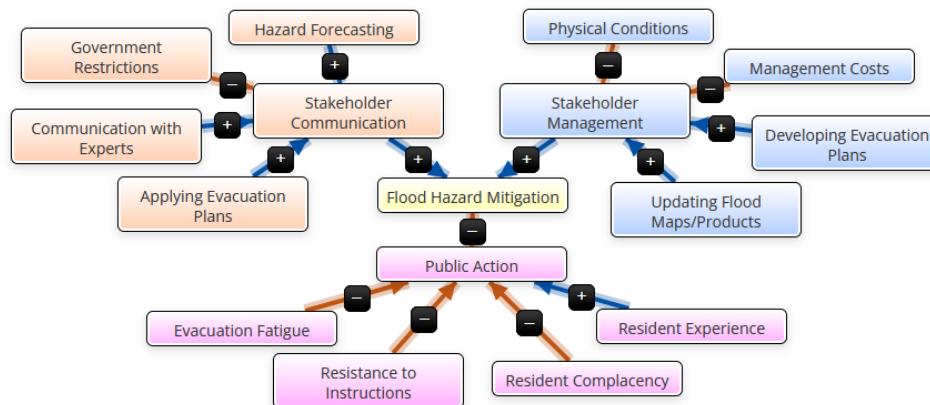 Hazard Forecasting
Physical Conditions
Government
Restrictions
+
−
−
Management Costs
−
Stakeholder
Communication
Stakeholder
Management
Communication with
Experts
+
+
Developing Evacuation
Plans
+
+
+
+
Applying Evacuation
Plans
Flood Hazard Mitigation
Updating Flood
Maps/Products
−
Public Action
−
+
−
−
Evacuation Fatigue
Resident Experience
Resistance to
Instructions
Resident Complacency